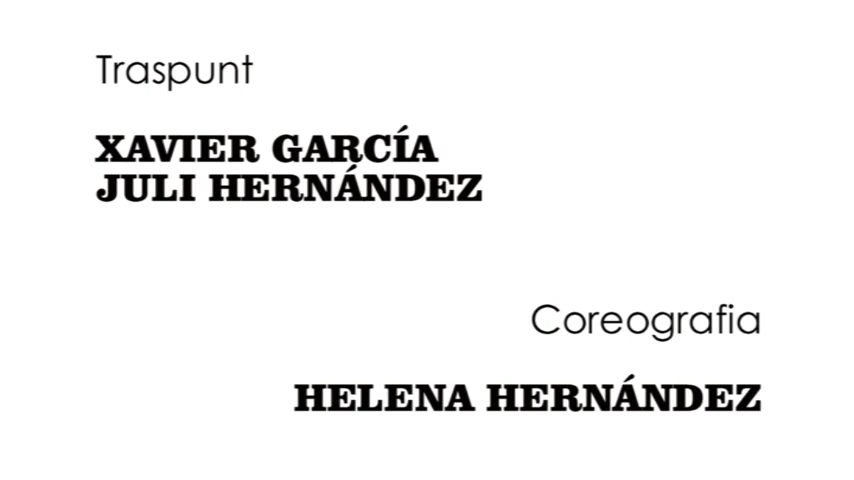 Traspunt
XAVIER GARCÍA
JULI HERNÁNDEZ
Coreografia
HELENA HERNÁNDEZ